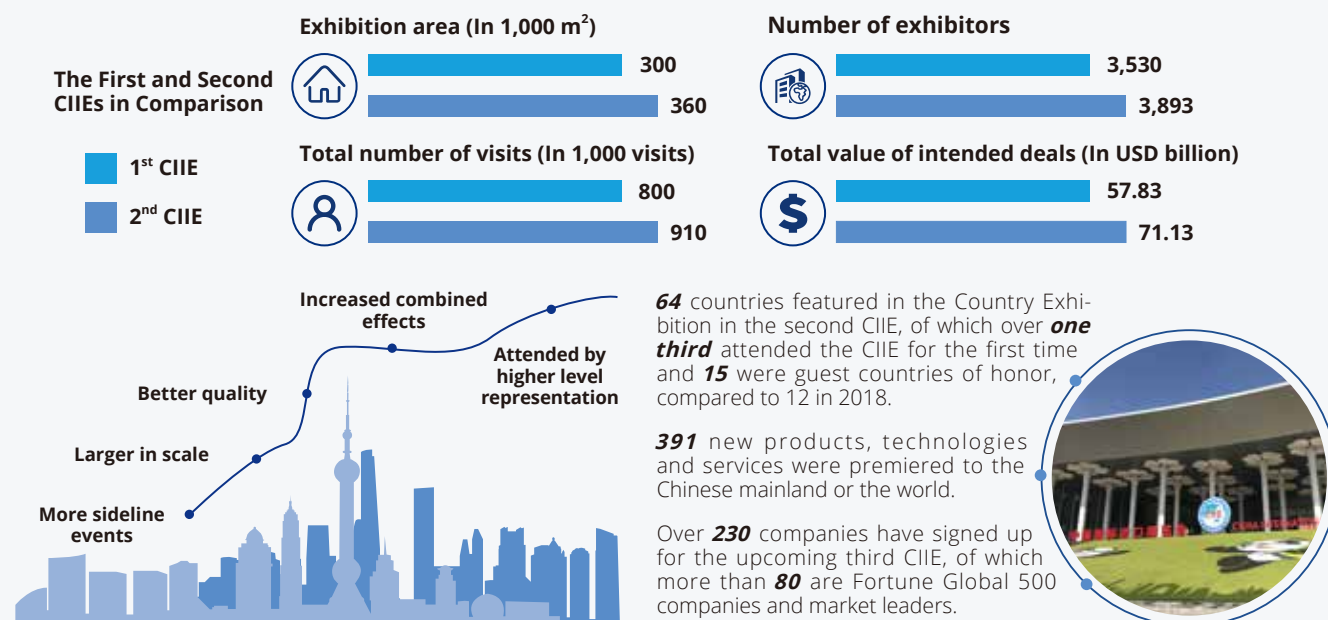 The First and Second
CIIEs in Comparison
1st CIIE
2nd CIIE
Exhibition area (In 1,000 m²)
300
360
Number of exhibitors
3,530
3,893
Total number of visits (In 1,000 visits)
800
910
Total value of intended deals (In USD billion)
$
57.83
71.13
Increased combined
effects
Attended by
higher level
representation
Better quality
Larger in scale
More sideline
events
64 countries featured in the Country Exhi-
bition in the second CIIE, of which over one
third attended the CIIE for the first time
and 15 were guest countries of honor,
compared to 12 in 2018.
391 new products, technologies
and services were premiered to the
Chinese mainland or the world.
Over 230 companies have signed up
for the upcoming third CIIE, of which
more than 80 are Fortune Global 500
companies and market leaders.